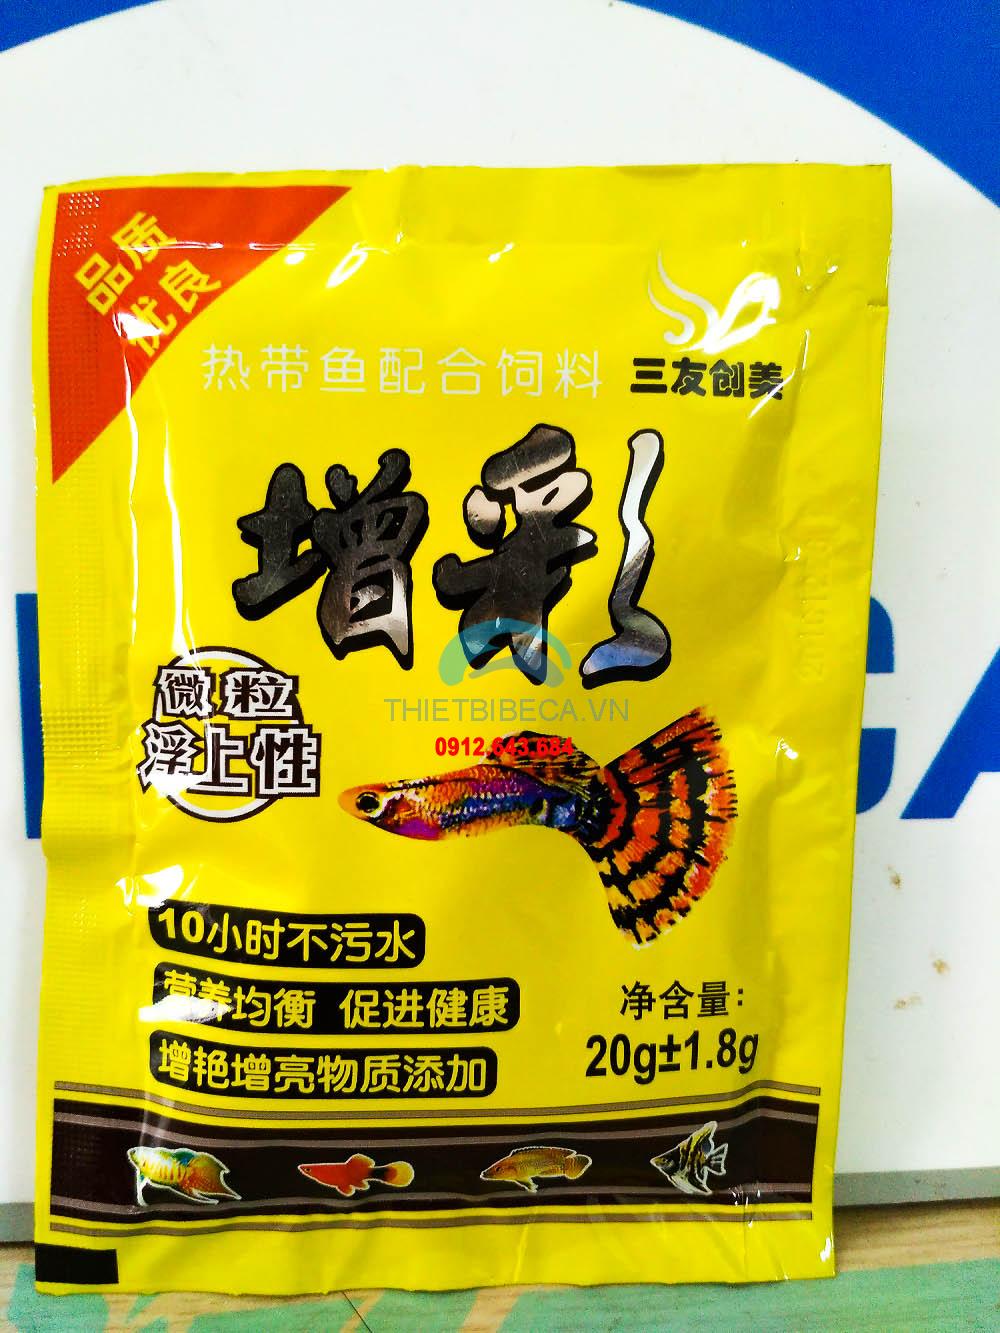 品质
优良
热带鱼配合饲料
三友创美
增彩
微粒
浮上性
THIETBIBECA.VN
0912.643.684
10小时不污水
营养均衡 促进健康
增艳增亮物质添加
净含量:
20g±1.8g